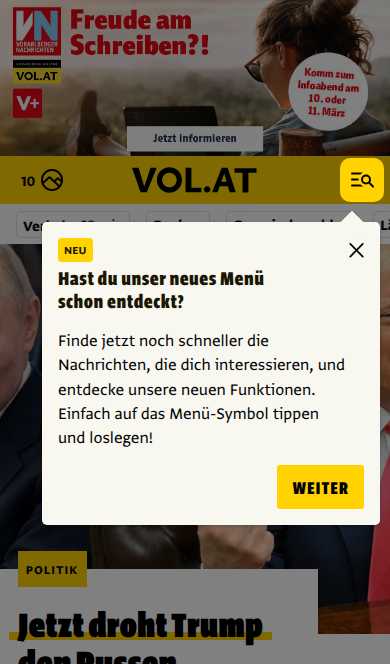 VN
VORARLBERGER
NACHRICHTEN
VOL.AT
V+
Freude am
Schreiben?!
Komm zum
Infoabend am
10. oder
11. März
Jetzt informieren
10
VOL.AT
NEU
Hast du unser neues Menü
schon entdeckt?
Finde jetzt noch schneller die
Nachrichten, die dich interessieren, und
entdecke unsere neuen Funktionen.
Einfach auf das Menü-Symbol tippen
und loslegen!
WEITER
POLITIK
Jetzt droht Trump
den Russen